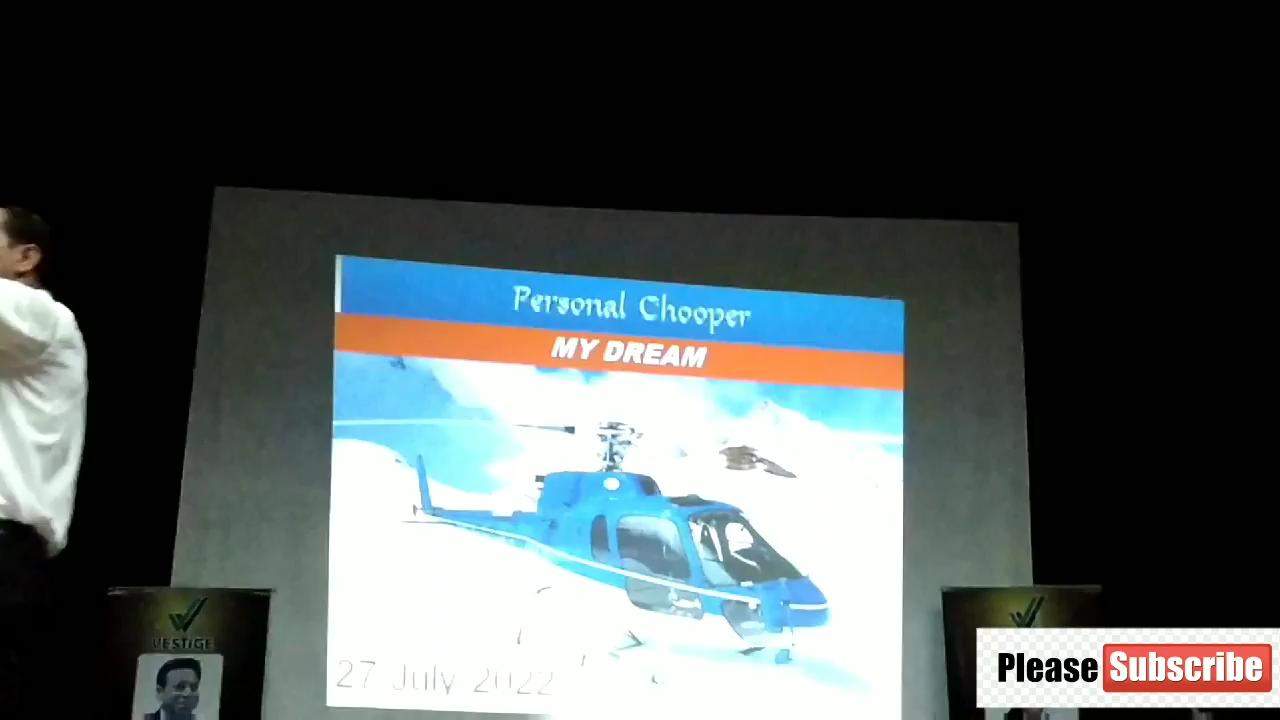 Personal Chooper
MY DREAM
27 July 2022
VESTIGE
Please Subscribe